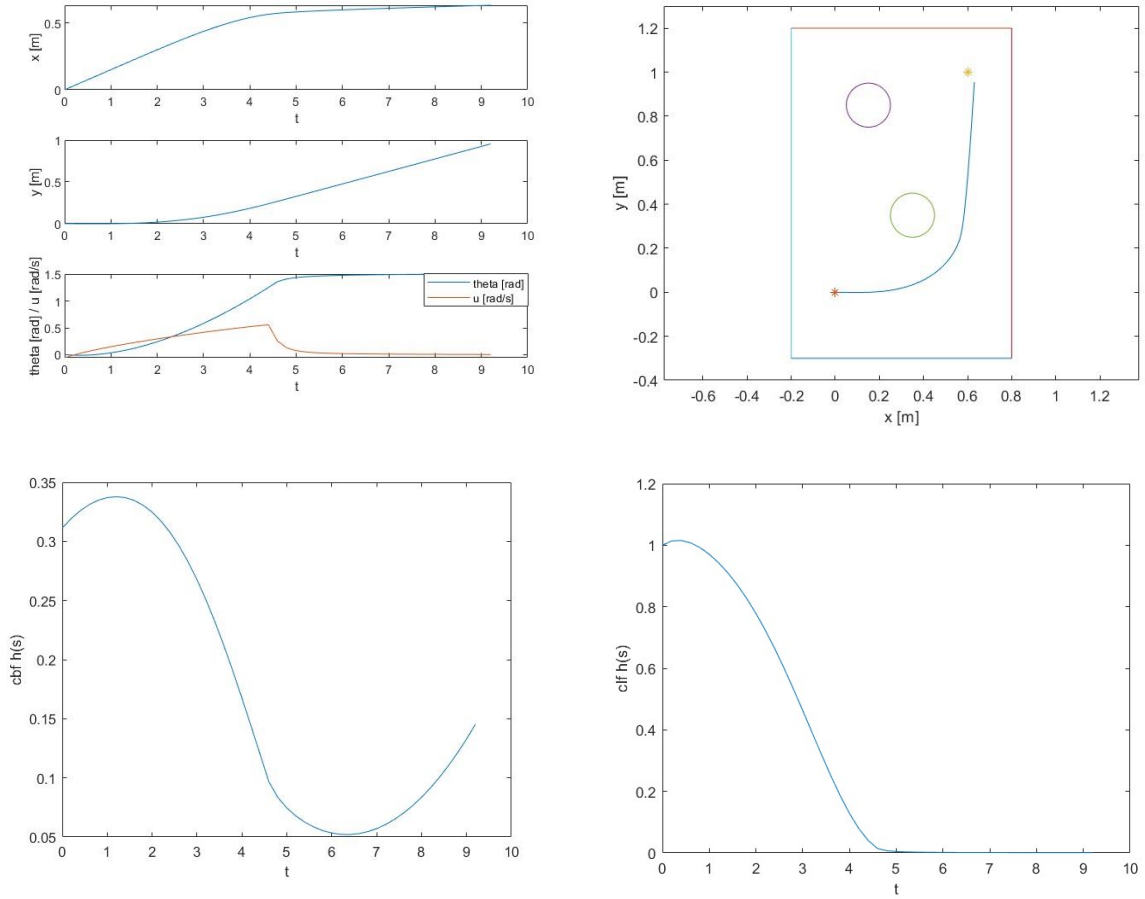 x [m]
0.5
0
0 1 2 3 4 5 6 7 8 9 10
t
y [m]
1
0.5
0
0 1 2 3 4 5 6 7 8 9 10
t
theta [rad] / u [rad/s]
1.5
1
0.5
0
theta [rad]
u [rad/s]
0 1 2 3 4 5 6 7 8 9 10
t
y [m]
1.2
1
0.8
0.6
0.4
0.2
0
-0.2
-0.4
-0.6 -0.4 -0.2 0 0.2 0.4 0.6 0.8 1 1.2
x [m]
cbf h(s)
0.35
0.3
0.25
0.2
0.15
0.1
0.05
0 1 2 3 4 5 6 7 8 9 10
t
clf h(s)
1.2
1
0.8
0.6
0.4
0.2
0
0 1 2 3 4 5 6 7 8 9 10
t